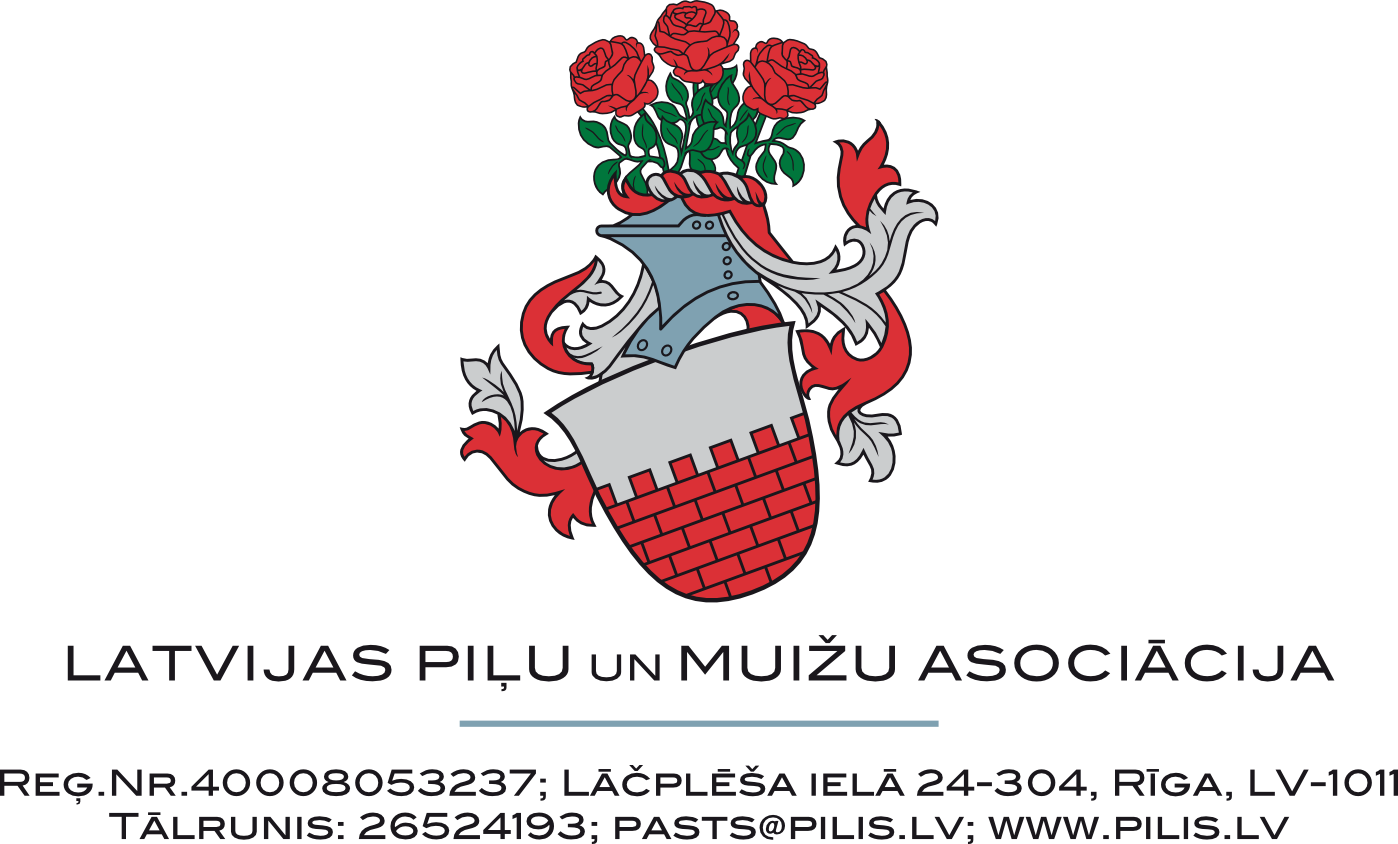 LATVIJAS PIĻU UN MUIŽU ASOCIĀCIJA
REĢ.NR.40008053237; LĀČPLĒŠA IELĀ 24-304, RĪGA, LV-1011
TĀLRUNIS: 26524193; PASTS@PILIS.LV; WWW.PILIS.LV